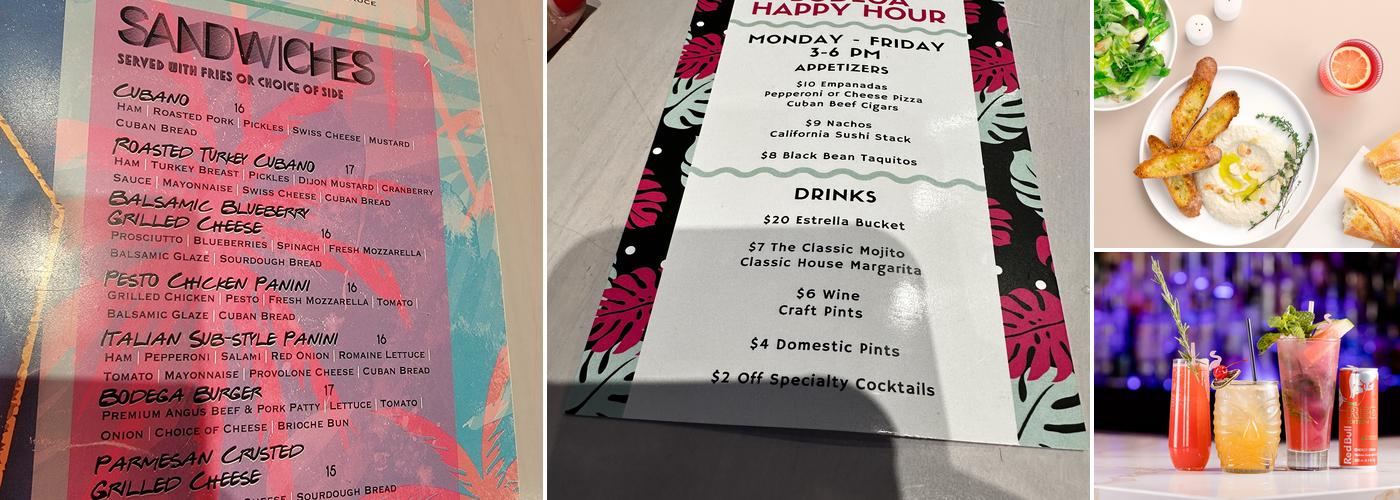 SANDWICHES
SERVED WITH FRIES OR CHOICE OF SIDE
CUBANO 16
HAM | ROASTED PORK | PICKLES | SWISS CHEESE | MUSTARD |
CUBAN BREAD
ROASTED TURKEY CUBANO 17
HAM | TURKEY BREAST | PICKLES | DIJON MUSTARD | CRANBERRY
SAUCE | MAYONNAISE | SWISS CHEESE | CUBAN BREAD
BALSAMIC BLUEBERRY
GRILLED CHEESE 16
PROSCIUTTO | BLUEBERRIES | SPINACH | FRESH MOZZARELLA |
BALSAMIC GLAZE | SOURDOUGH BREAD
PESTO CHICKEN PANINI 16
GRILLED CHICKEN | PESTO | FRESH MOZZARELLA | TOMATO |
BALSAMIC GLAZE | CUBAN BREAD
ITALIAN SUB-STYLE PANINI 16
HAM | PEPPERONI | SALAMI | RED ONION | ROMAINE LETTUCE |
TOMATO | MAYONNAISE | PROVOLONE CHEESE | CUBAN BREAD
BODEGA BURGER 17
PREMIUM ANGUS BEEF & PORK PATTY | LETTUCE | TOMATO |
ONION | CHOICE OF CHEESE | BRIOCHE BUN
PARMESAN CRUSTED
GRILLED CHEESE 15
CHEESE | SOURDOUGH BREAD
BODEGA
HAPPY HOUR
MONDAY - FRIDAY
3-6 PM
APPETIZERS
$10 Empanadas
Pepperoni or Cheese Pizza
Cuban Beef Cigars
$9 Nachos
California Sushi Stack
$8 Black Bean Taquitos
DRINKS
$20 Estrella Bucket
$7 The Classic Mojito
Classic House Margarita
$6 Wine
Craft Pints
$4 Domestic Pints
$2 Off Specialty Cocktails
Red Bull